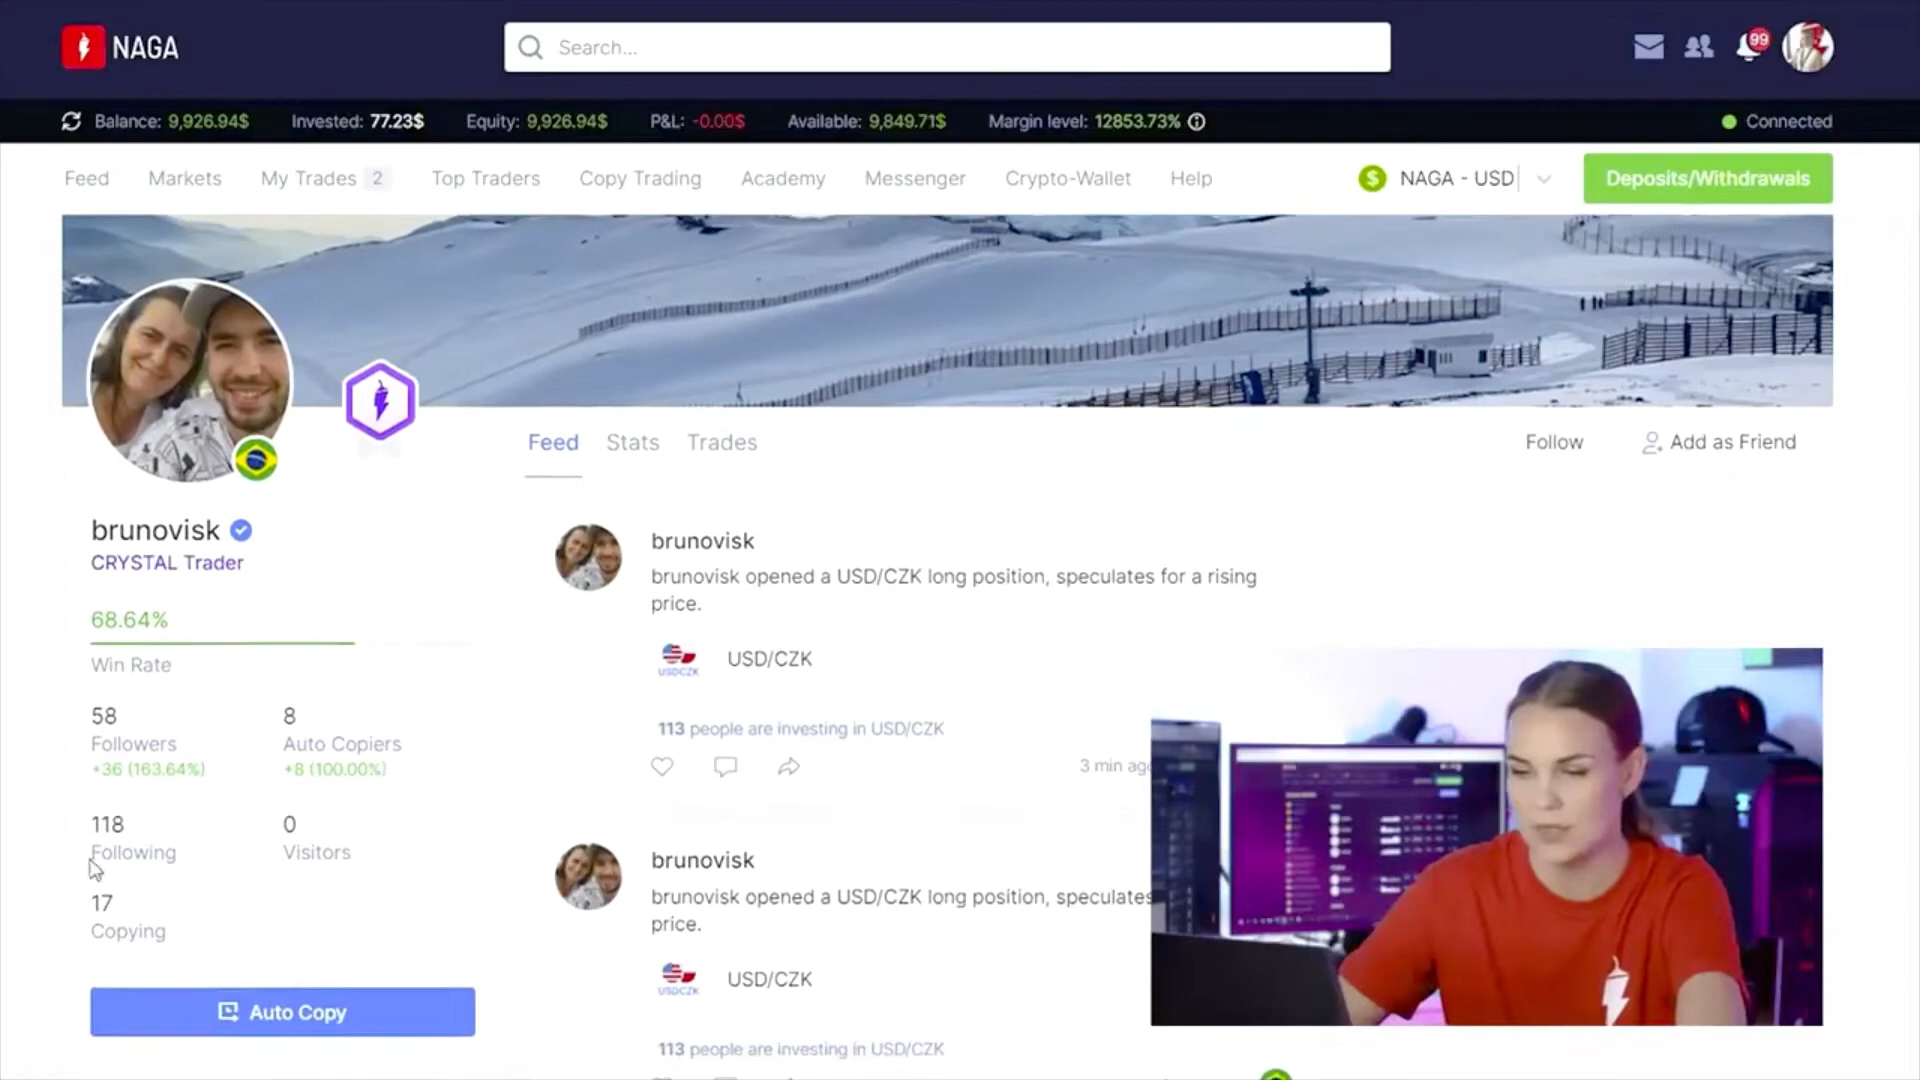 NAGA
Search...
99
Balance: 9,926.94$ Invested: 77.23$ Equity: 9,926.94$ P&L: -0.00$ Available: 9,849.71$ Margin level: 12853.73% Connected
Feed Markets My Trades 2 Top Traders Copy Trading Academy Messenger Crypto-Wallet Help $ NAGA - USD Deposits/Withdrawals
Feed Stats Trades Follow Add as Friend
brunovisk
CRYSTAL Trader
68.64%
Win Rate
58
Followers
+36 (163.64%)
8
Auto Copiers
+8 (100.00%)
118
Following
0
Visitors
17
Copying
Auto Copy
brunovisk
brunovisk opened a USD/CZK long position, speculates for a rising
price.
USDCZK
USD/CZK
113 people are investing in USD/CZK
3 min ago
brunovisk
brunovisk opened a USD/CZK long position, speculates
price.
USDCZK
USD/CZK
113 people are investing in USD/CZK